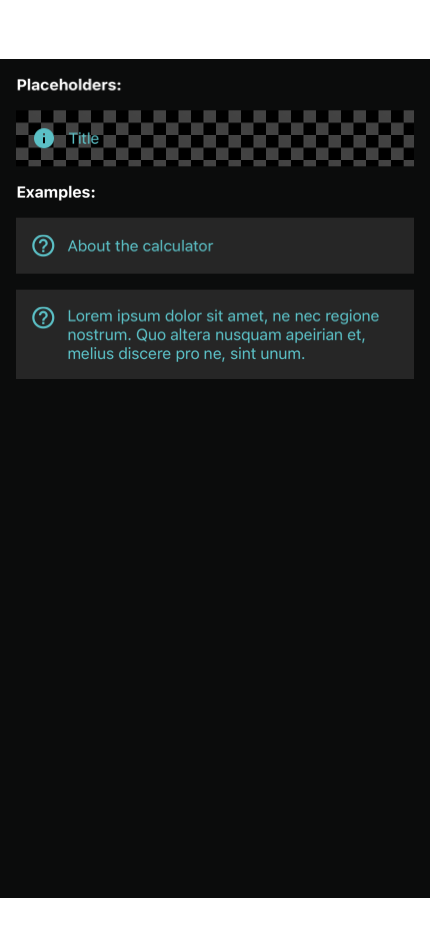 Placeholders:
Title
Examples:
About the calculator
Lorem ipsum dolor sit amet, ne nec regione
nostrum. Quo altera nusquam apeirian et,
melius discere pro ne, sint unum.